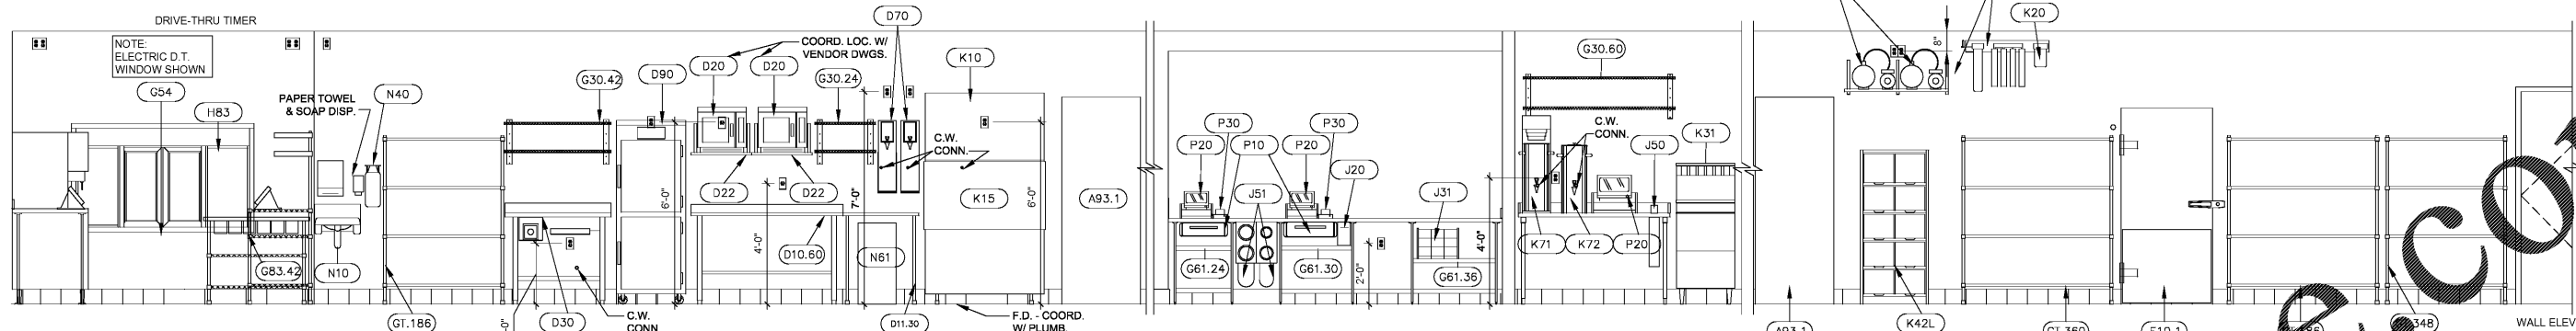 DRIVE-THRU TIMER
NOTE:
ELECTRIC D.T.
WINDOW SHOWN
G54
H83
PAPER TOWEL
& SOAP DISP.
N40
G83.42
N10
GT.186
G30.42
D90
D30
C.W.
CONN
6'-0"
COORD. LOC. W/
VENDOR DWGS.
D20
D20
G30.24
D22
D22
4'-0"
D10.60
7'-0"
D70
C.W.
CONN.
N61
D11.30
K10
K15
6'-0"
F.D. - COORD.
W/ PLUMB.
A93.1
P30
P20
P10
P20
P30
J20
J51
J31
G61.24
G61.30
2'-0"
G61.36
4'-0"
G30.60
C.W.
CONN.
J50
K31
K71
K72
P20
8"
K20
A93.1
K42L
GT.360
F10.1
348
WALL ELEV
e.co